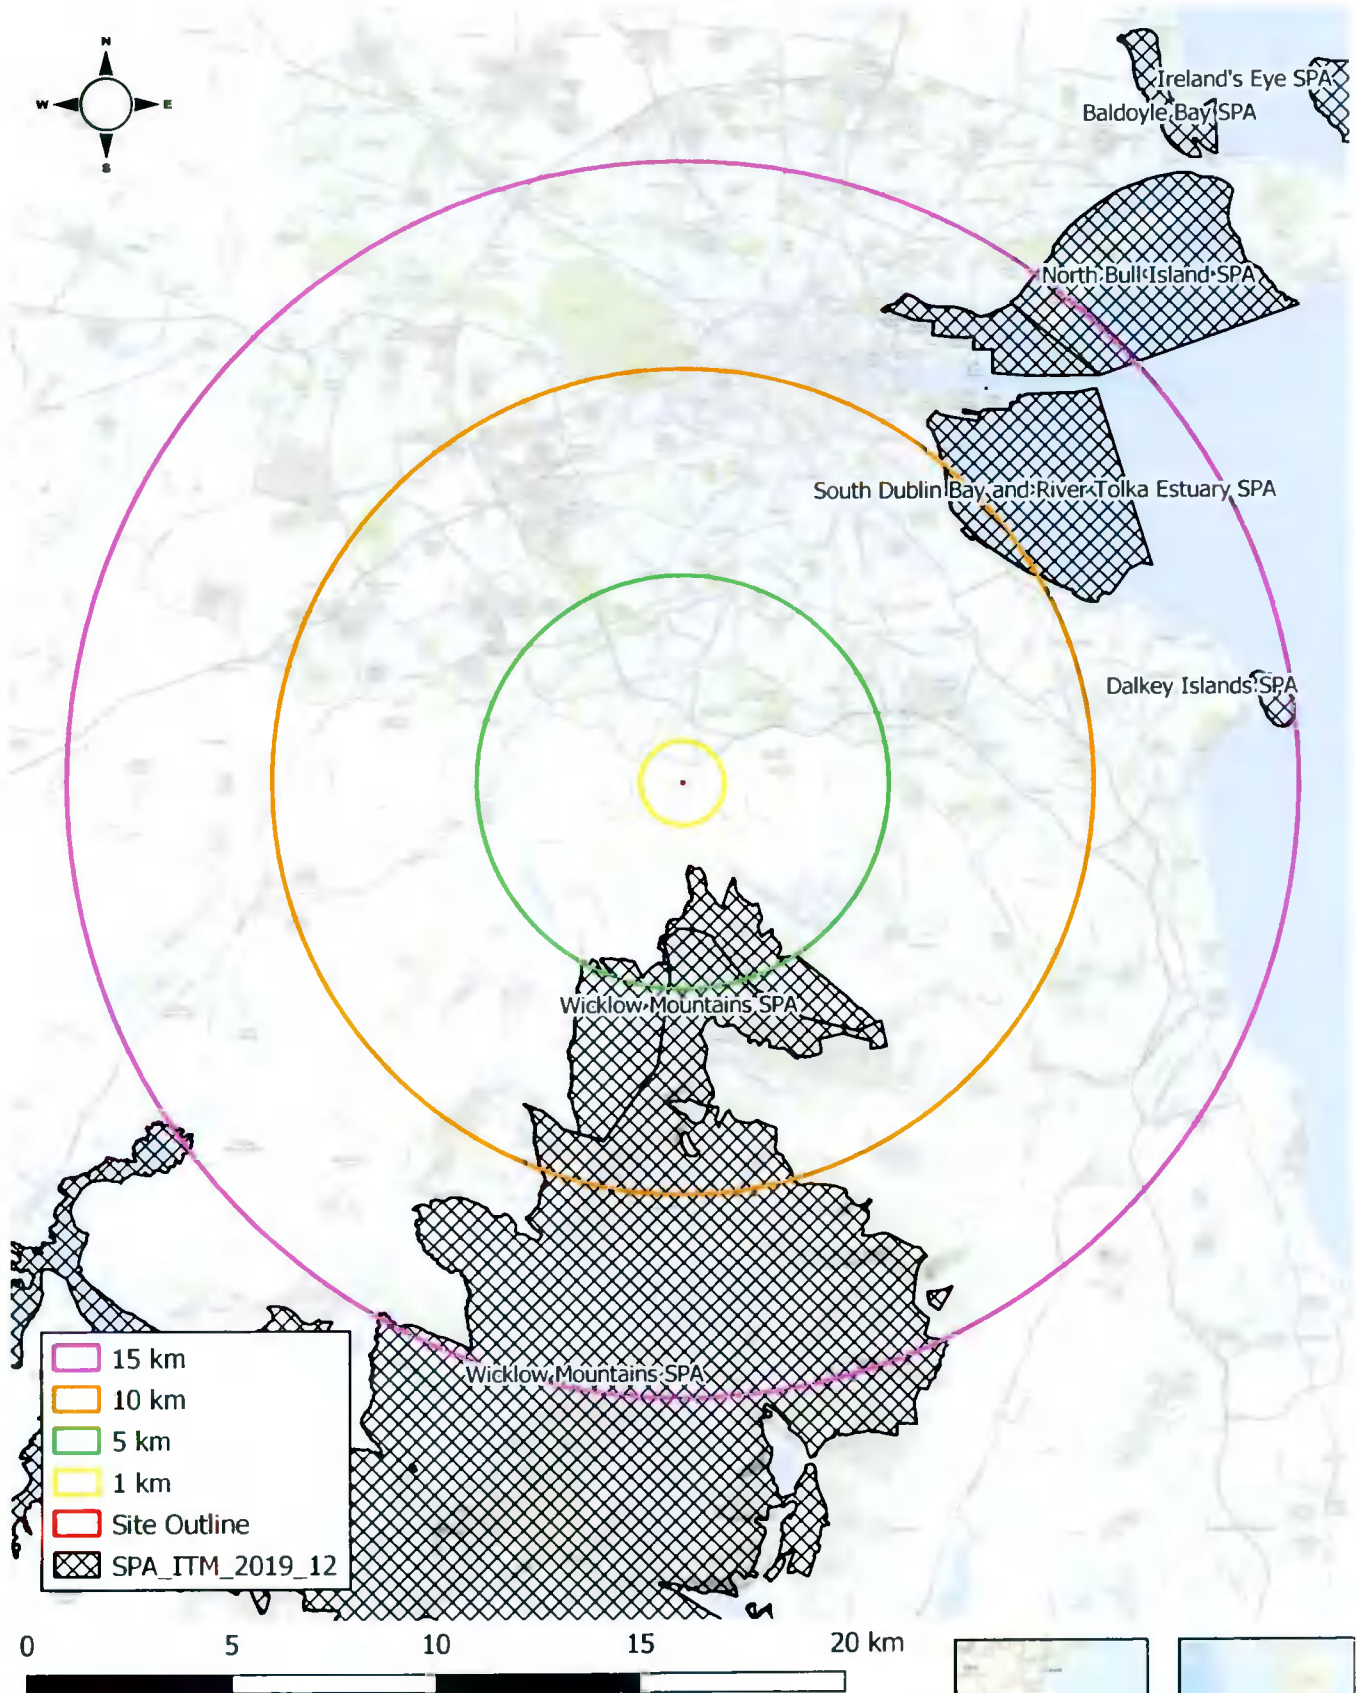 N
W E
S
Ireland's Eye SPA
Baldoyle Bay SPA
North Bull Island SPA
South Dublin Bay and River Tolka Estuary SPA
Dalkey Islands SPA
Wicklow Mountains SPA
Wicklow Mountains SPA
15 km
10 km
5 km
1 km
Site Outline
SPA_ITM_2019_12
0 5 10 15 20 km